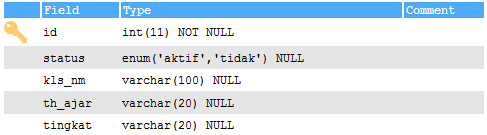 Field Type Comment
id int(11) NOT NULL
status enum('aktif','tidak') NULL
kls_nm varchar(100) NULL
th_ajar varchar(20) NULL
tingkat varchar(20) NULL